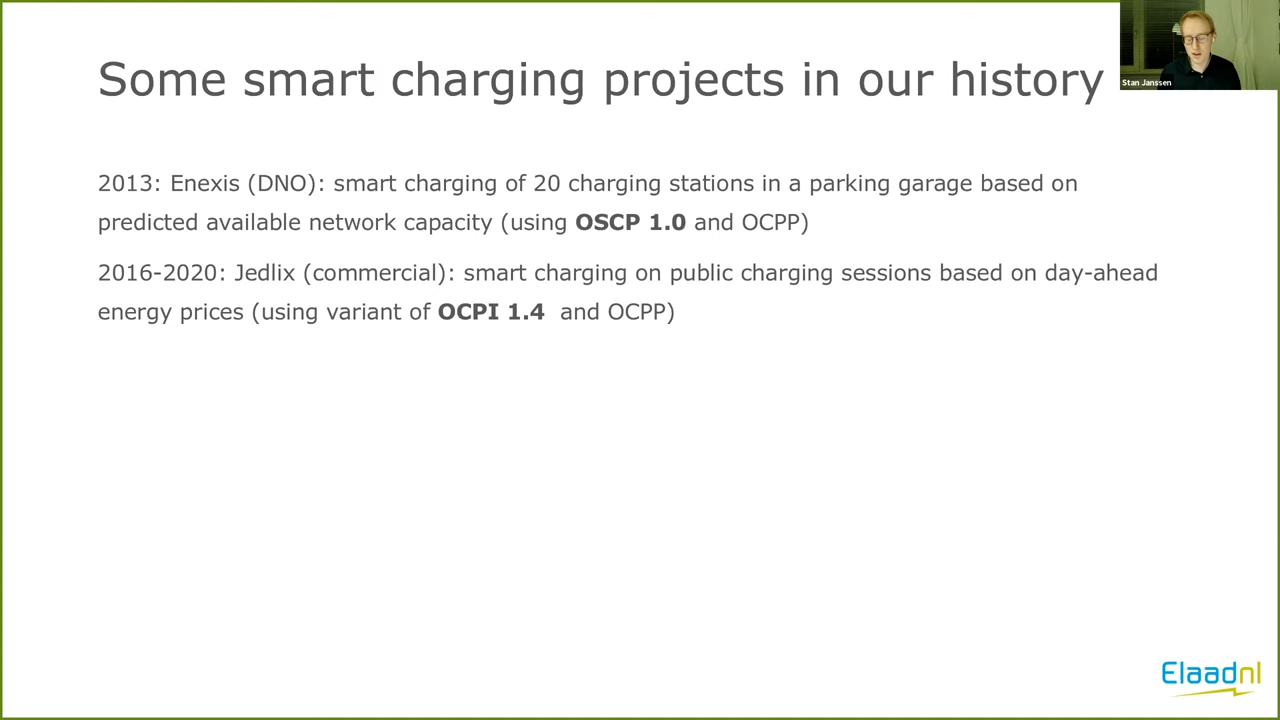 Some smart charging projects in our history
Stan Janssen
2013: Enexis (DNO): smart charging of 20 charging stations in a parking garage based on
predicted available network capacity (using OSCP 1.0 and OCPP)
2016-2020: Jedlix (commercial): smart charging on public charging sessions based on day-ahead
energy prices (using variant of OCPI 1.4 and OCPP)
Elaadnl